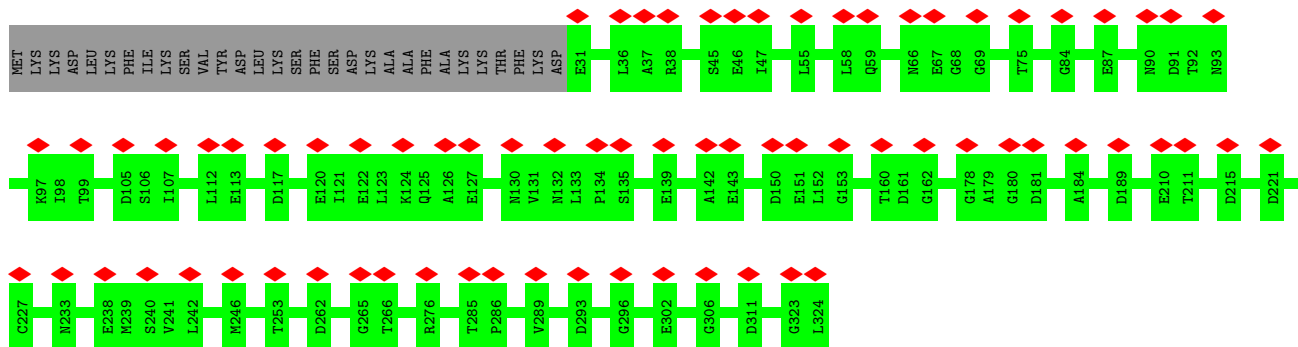 MET LYS LYS ASP LEU LYS PHE ILE LYS SER VAL TYR ASP LEU LYS SER PHE SER ASP LYS ALA ALA PHE ALA LYS LYS THR PHE LYS ASP E31 L36 A37 R38 S45 E46 I47 L55 L58 Q59 N66 E67 G68 G69 T75 G84 E87 N90 D91 T92 N93
K97 I98 T99 D105 S106 I107 L112 E113 D117 E120 I121 E122 L123 K124 Q125 A126 E127 N130 V131 N132 L133 P134 S135 E139 A142 E143 D150 E151 L152 G153 T160 D161 G162 G178 A179 G180 D181 A184 D189 E210 T211 D215 D221
C227 N233 E238 M239 S240 V241 L242 M246 T253 D262 G265 T266 R276 T285 P286 V289 D293 G296 E302 G306 D311 G323 L324